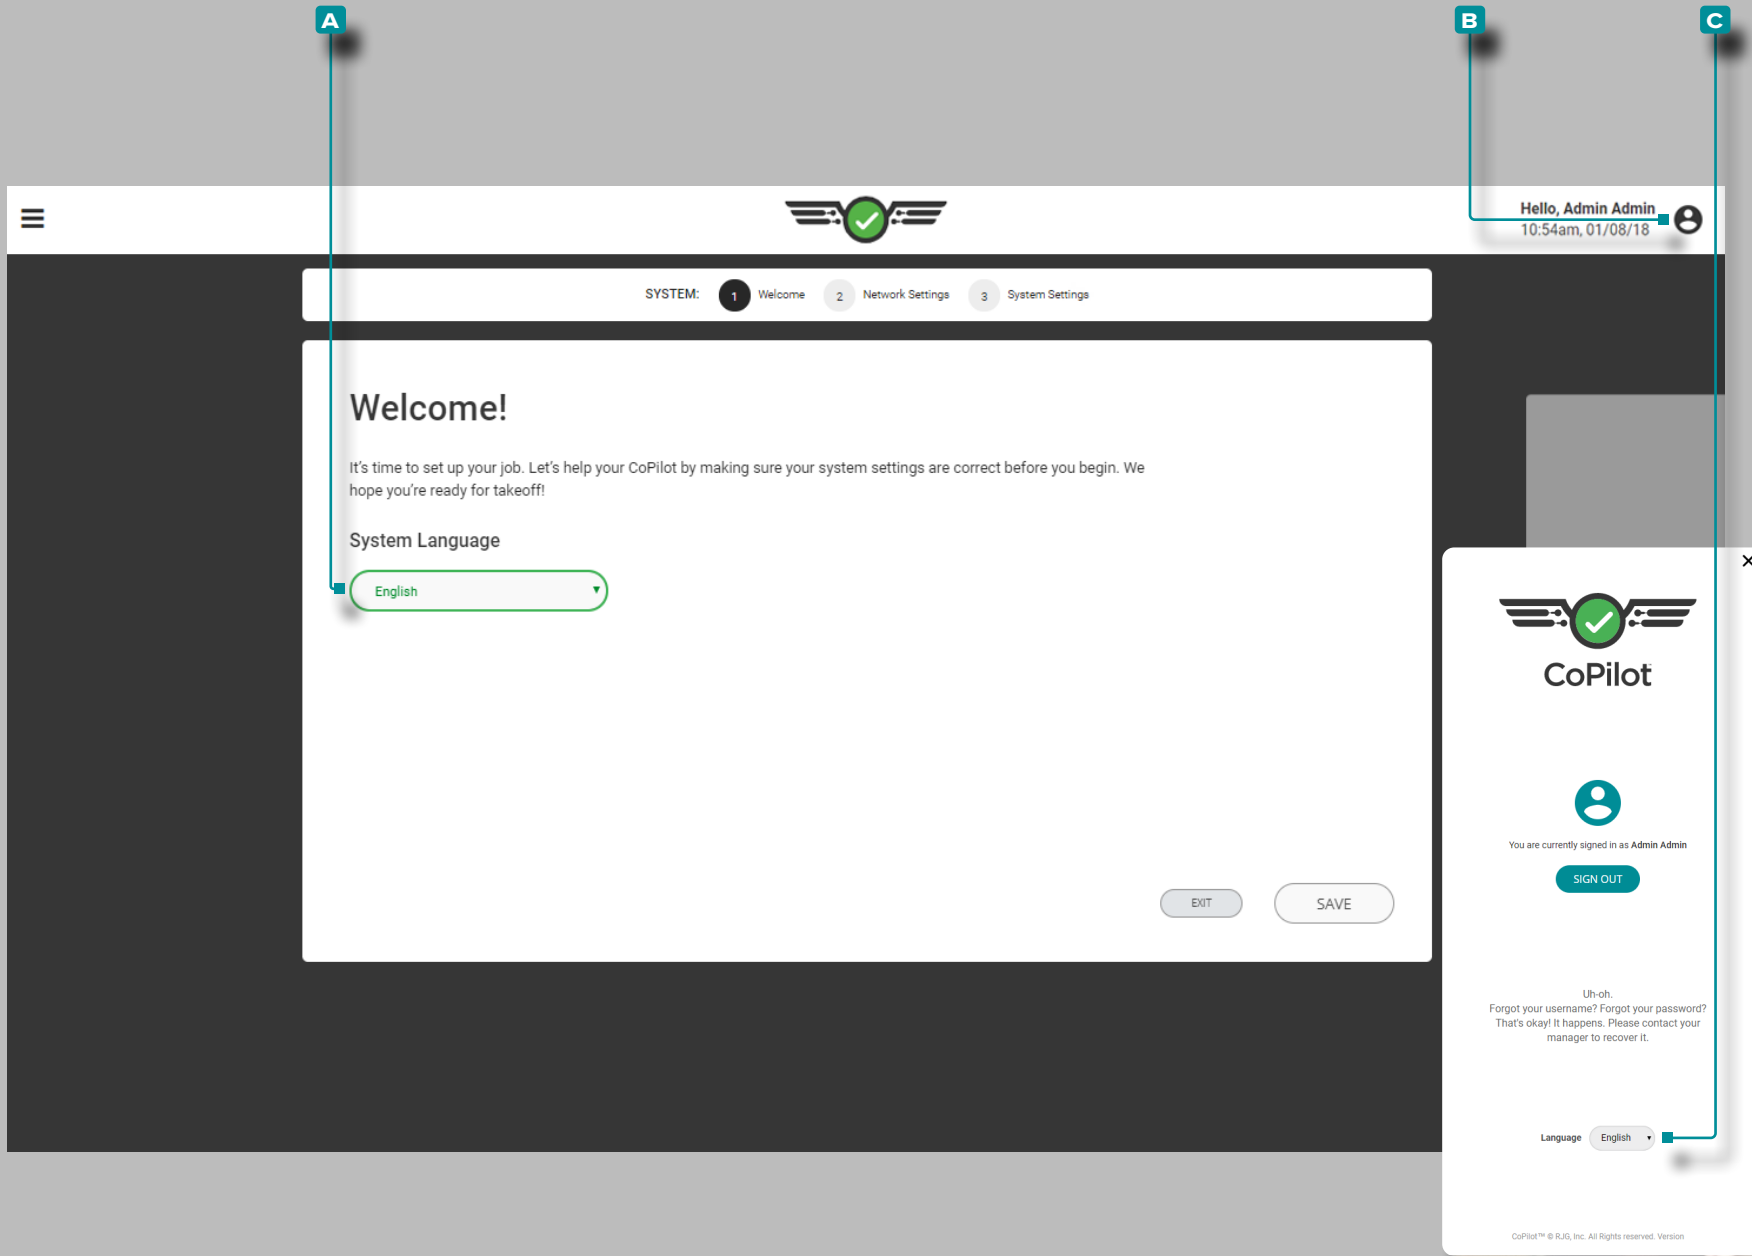 A
B
C
Hello, Admin Admin
10:54am, 01/08/18
SYSTEM: 1 Welcome 2 Network Settings 3 System Settings
Welcome!
It's time to set up your job. Let's help your CoPilot by making sure your system settings are correct before you begin. We
hope you're ready for takeoff!
System Language
English
EXIT
SAVE
CoPilot
You are currently signed in as Admin Admin
SIGN OUT
Uh-oh.
Forgot your username? Forgot your password?
That's okay! It happens. Please contact your
manager to recover it.
Language English
CoPilot™ © RJG, Inc. All Rights reserved. Version